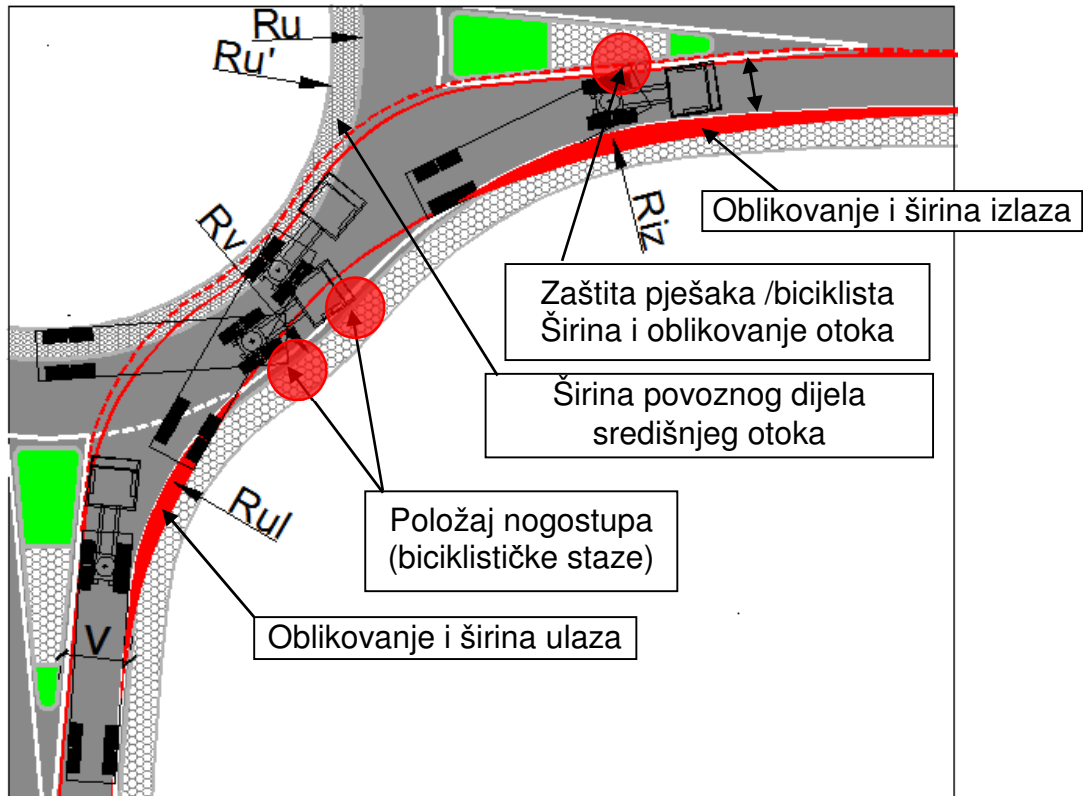 Ru
Ru'
Rv
Riz
Oblikovanje i širina izlaza
Zaštita pješaka /biciklista
Širina i oblikovanje otoka
Širina povoznog dijela
središnjeg otoka
Rul
Položaj nogostupa
(biciklističke staze)
Oblikovanje i širina ulaza
V